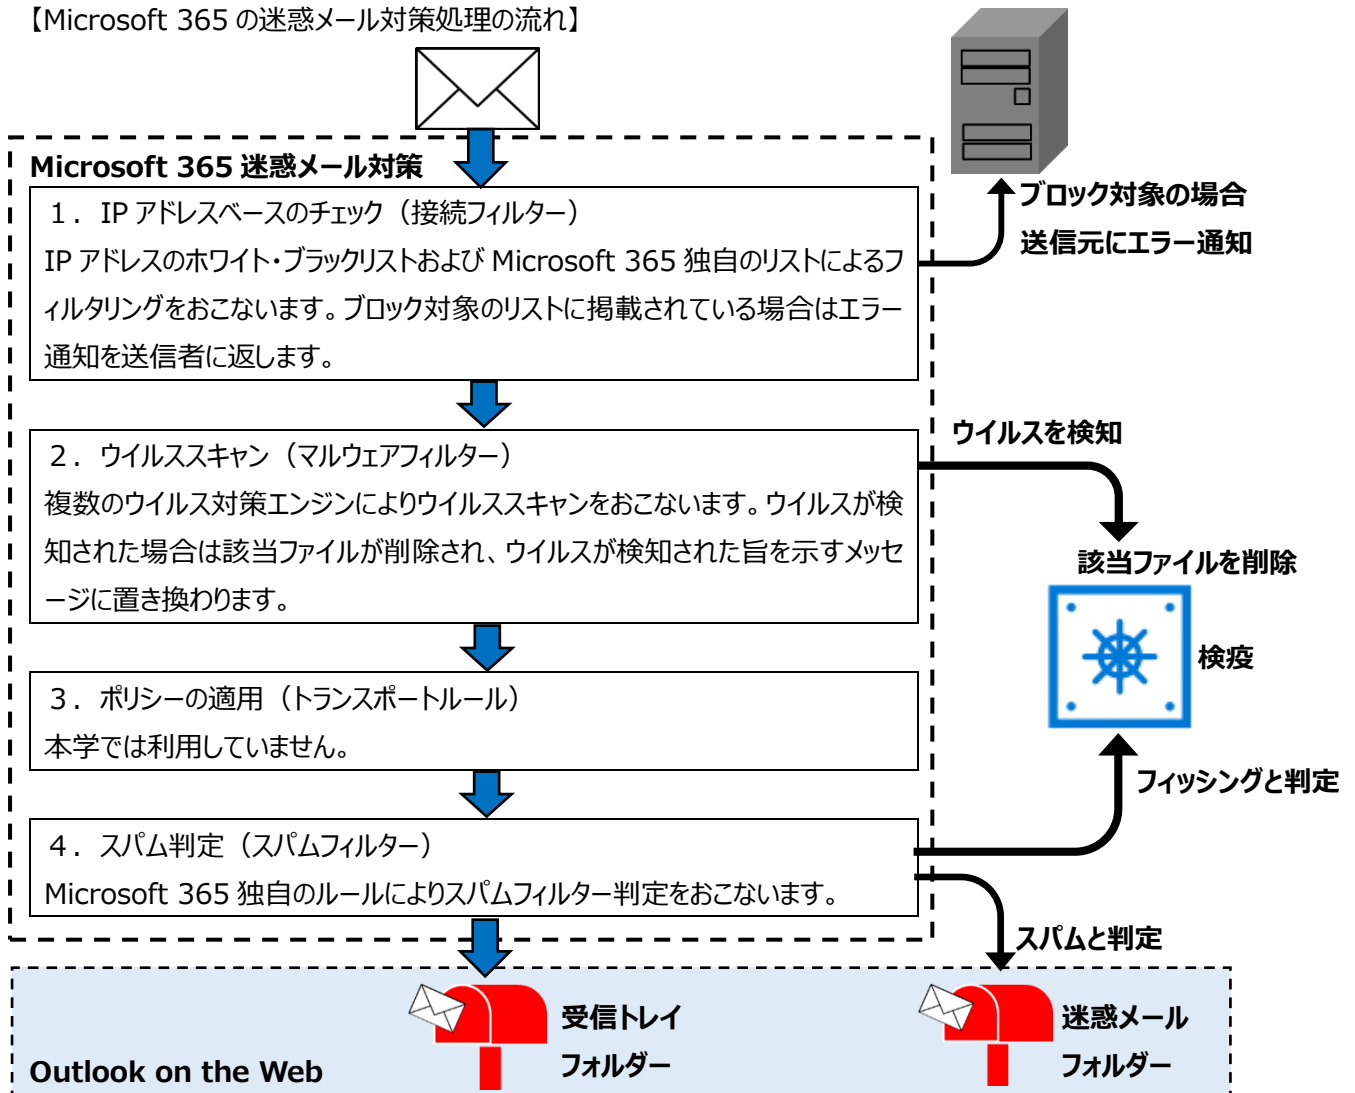 【Microsoft 365 の迷惑メール対策処理の流れ】
Microsoft 365 迷惑メール対策
１．IP アドレスベースのチェック（接続フィルター）
IP アドレスのホワイト・ブラックリストおよび Microsoft 365 独自のリストによるフ
ィルタリングをおこないます。ブロック対象のリストに掲載されている場合はエラー
通知を送信者に返します。
ブロック対象の場合
送信元にエラー通知
２．ウイルススキャン（マルウェアフィルター）
複数のウイルス対策エンジンによりウイルススキャンをおこないます。ウイルスが検
知された場合は該当ファイルが削除され、ウイルスが検知された旨を示すメッセ
ージに置き換わります。
ウイルスを検知
該当ファイルを削除
検疫
３．ポリシーの適用（トランスポートルール）
本学では利用していません。
フィッシングと判定
４．スパム判定（スパムフィルター）
Microsoft 365 独自のルールによりスパムフィルター判定をおこないます。
スパムと判定
受信トレイ
フォルダー
迷惑メール
フォルダー
Outlook on the Web